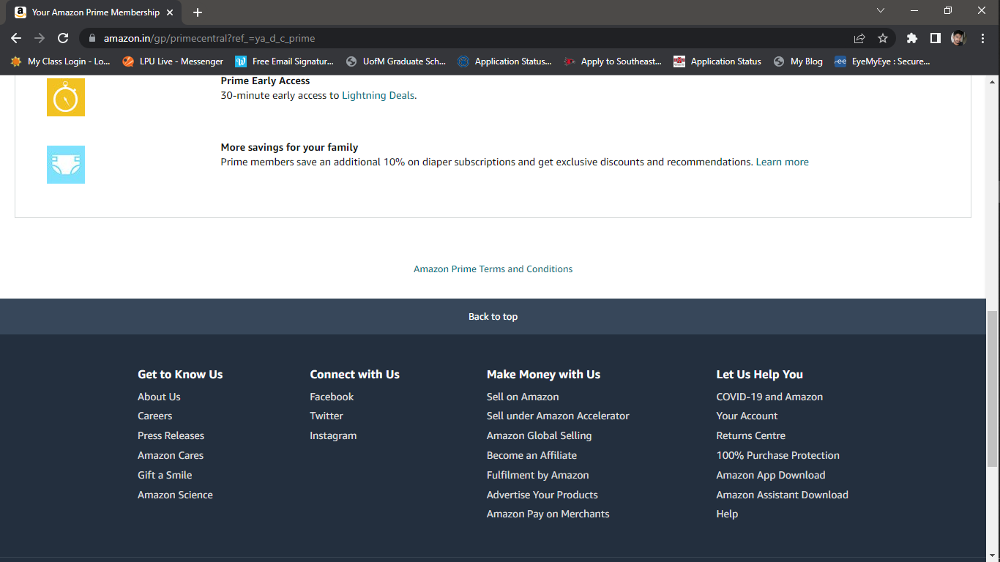 Your Amazon Prime Membership
amazon.in/gp/primecentral?ref_=ya_d_c_prime
My Class Login - Lo...
LPU Live - Messenger
Free Email Signatur...
UofM Graduate Sch...
Application Status...
Apply to Southeast...
Application Status
My Blog
EyeMyEye : Secure...
Prime Early Access
30-minute early access to Lightning Deals.
More savings for your family
Prime members save an additional 10% on diaper subscriptions and get exclusive discounts and recommendations. Learn more
Amazon Prime Terms and Conditions
Back to top
Get to Know Us
About Us
Careers
Press Releases
Amazon Cares
Gift a Smile
Amazon Science
Connect with Us
Facebook
Twitter
Instagram
Make Money with Us
Sell on Amazon
Sell under Amazon Accelerator
Amazon Global Selling
Become an Affiliate
Fulfilment by Amazon
Advertise Your Products
Amazon Pay on Merchants
Let Us Help You
COVID-19 and Amazon
Your Account
Returns Centre
100% Purchase Protection
Amazon App Download
Amazon Assistant Download
Help